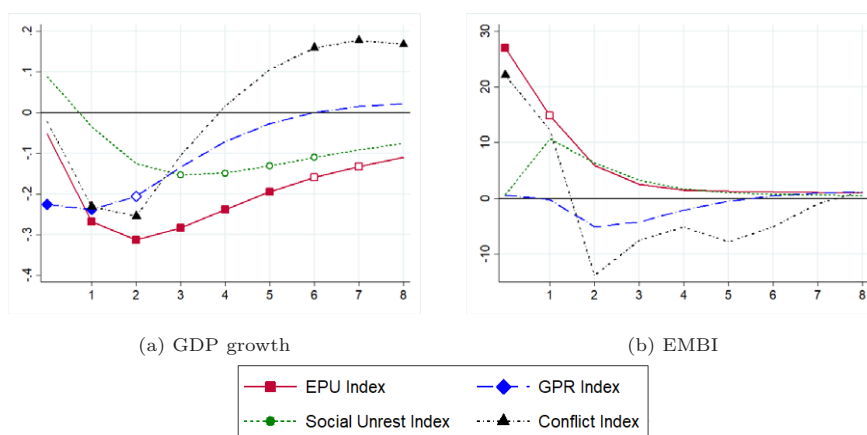 .2
.1
0
-.1
-.2
-.3
-.4
1 2 3 4 5 6 7 8
(a) GDP growth
30
20
10
0
-10
1 2 3 4 5 6 7 8
(b) EMBI
EPU Index
GPR Index
Social Unrest Index
Conflict Index